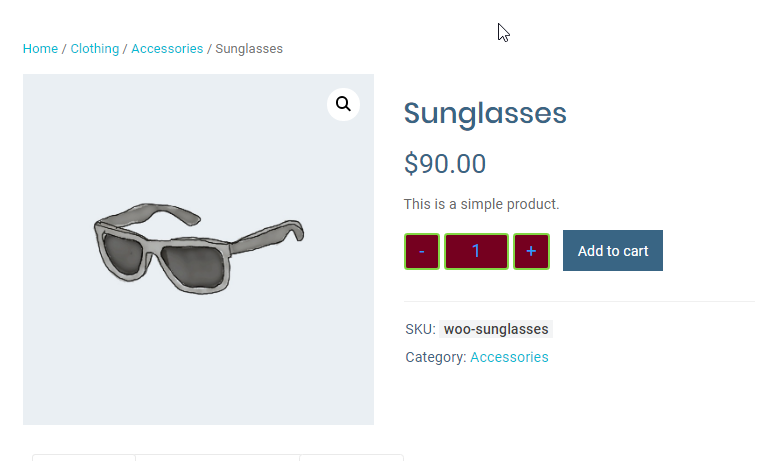 Home / Clothing / Accessories / Sunglasses
Sunglasses
$90.00
This is a simple product.
- 1 + Add to cart
SKU: woo-sunglasses
Category: Accessories